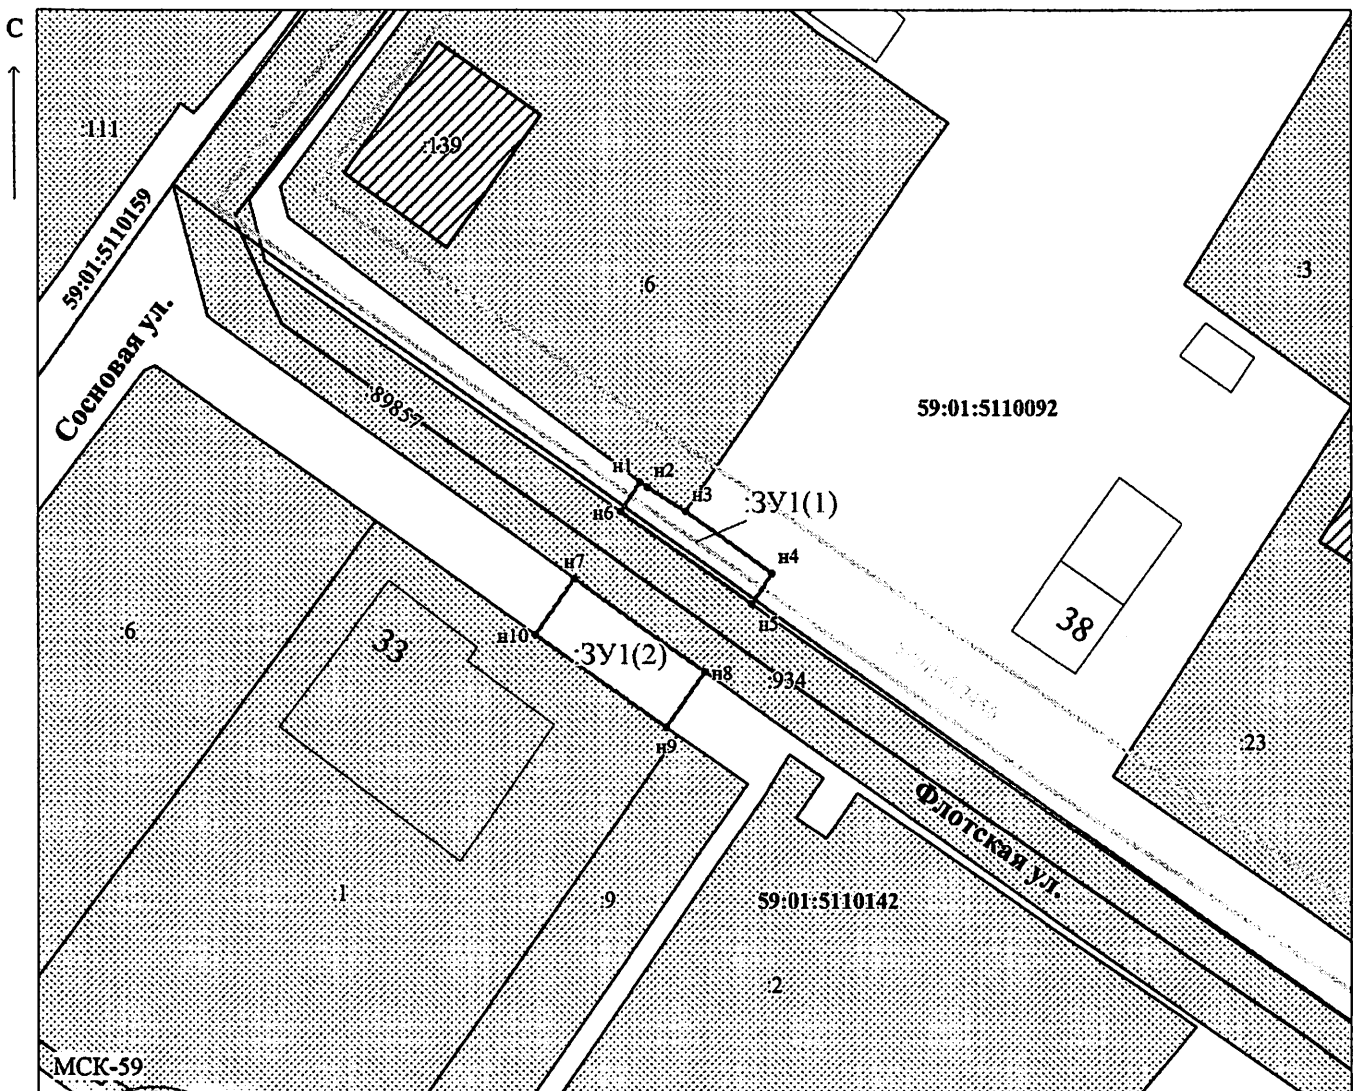 С
:111
:139
59:01:5110159
:6
:3
Сосновая ул.
:89857
59:01:5110092
н1
н2
н3
н6
:ЗУ1(1)
н4
н7
н5
38
:6
н10
33
:ЗУ1(2)
н8
:934
н9
:23
Флотская ул.
:1
:9
59:01:5110142
:2
МСК-59